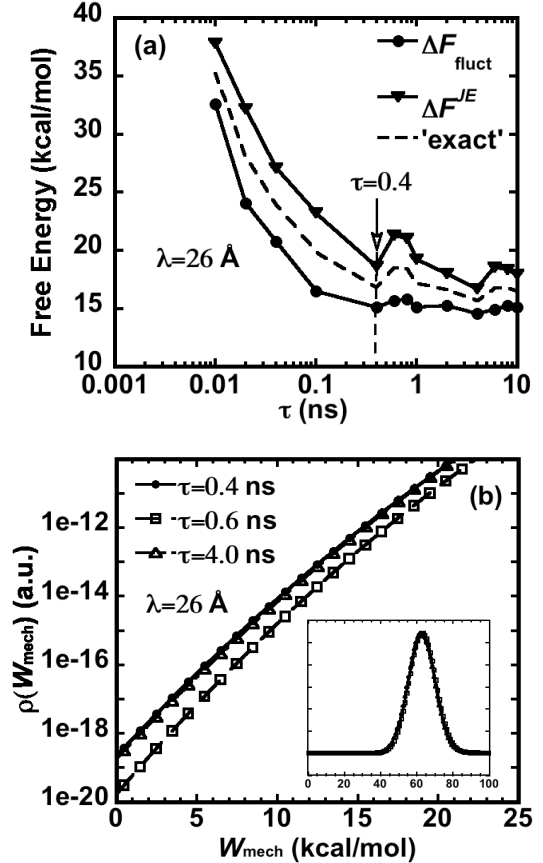 40
(a)
ΔF_fluct
35
ΔF^JE
30
'exact'
25
τ=0.4
20
λ=26 Å
15
10
Free Energy (kcal/mol)
0.001 0.01 0.1 1 10
τ (ns)
τ=0.4 ns
(b)
τ=0.6 ns
τ=4.0 ns
λ=26 Å
1e-12
1e-14
1e-16
1e-18
1e-20
ρ(Wmech) (a.u.)
0 20 40 60 80 100
0 5 10 15 20 25
Wmech (kcal/mol)